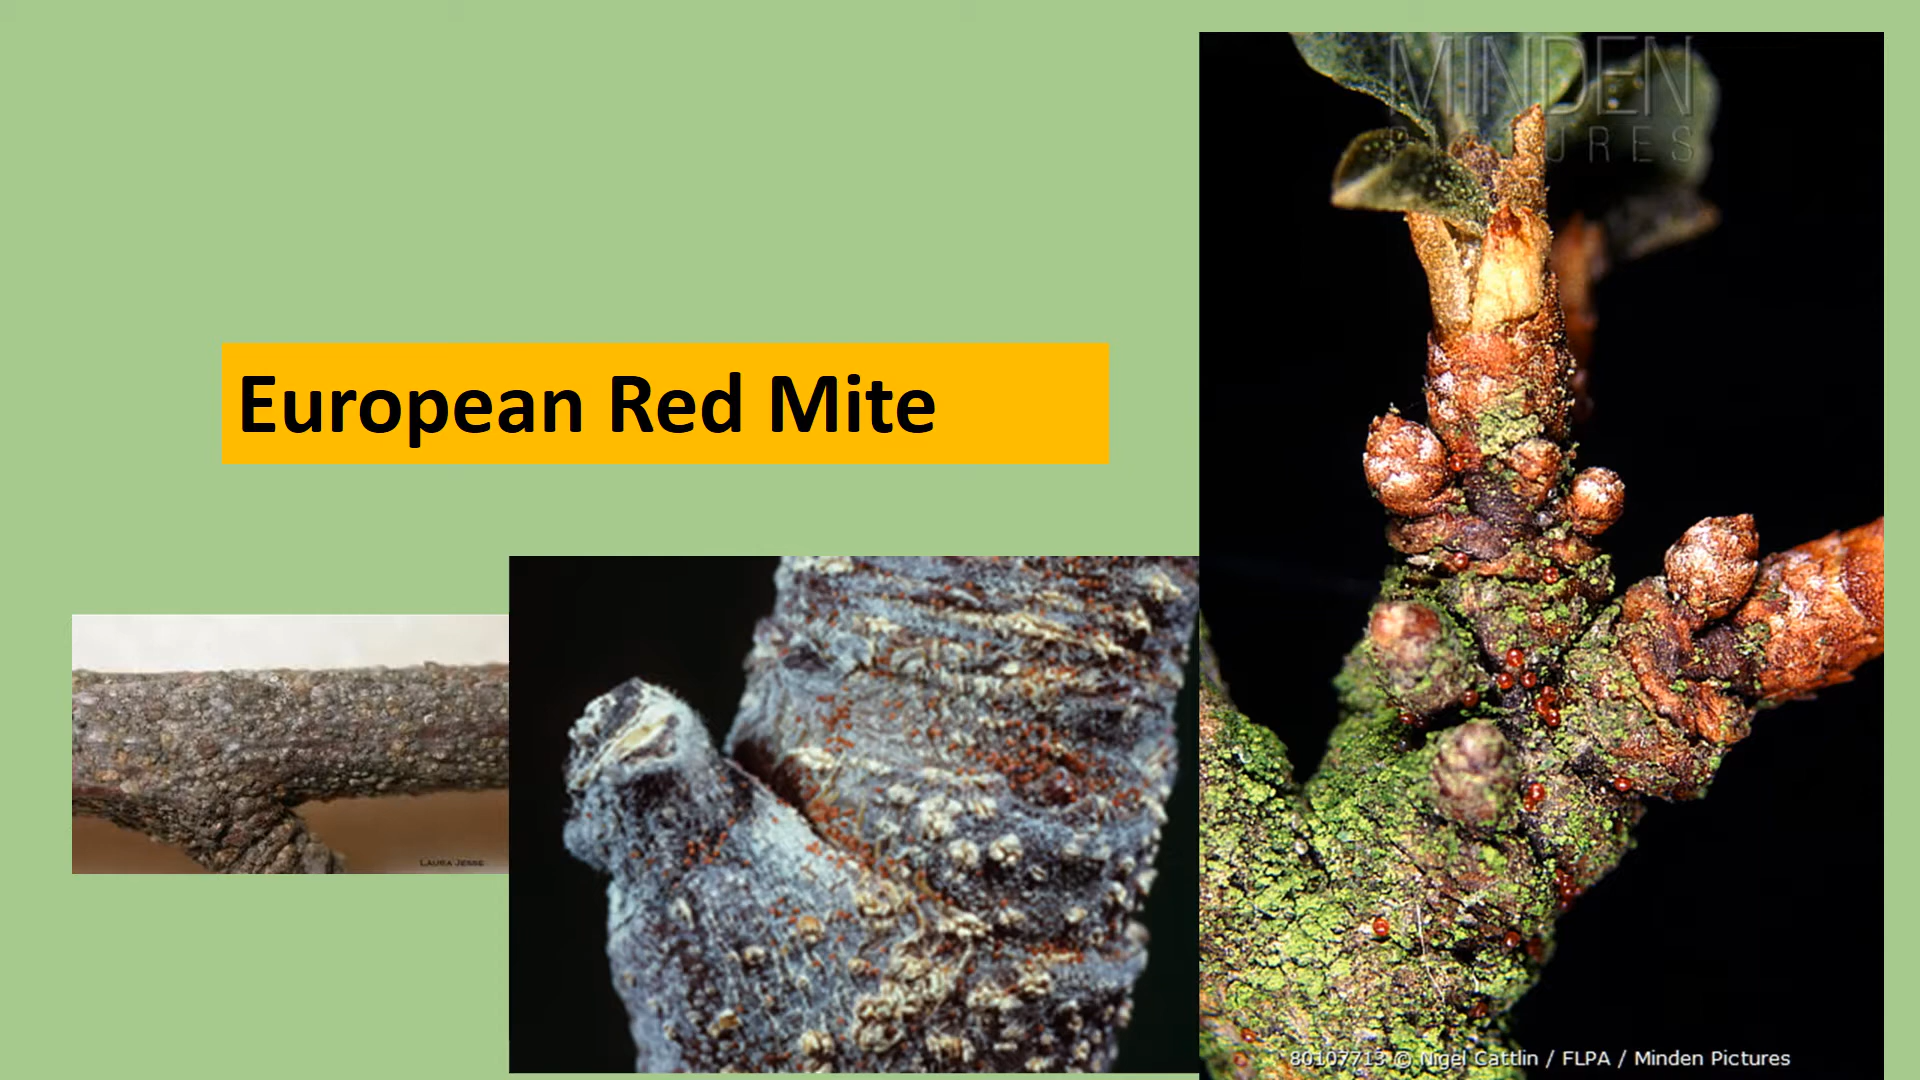 MINDEN
PICTURES
European Red Mite
LAURA JESSE
80107713 © Nigel Cattlin / FLPA / Minden Pictures